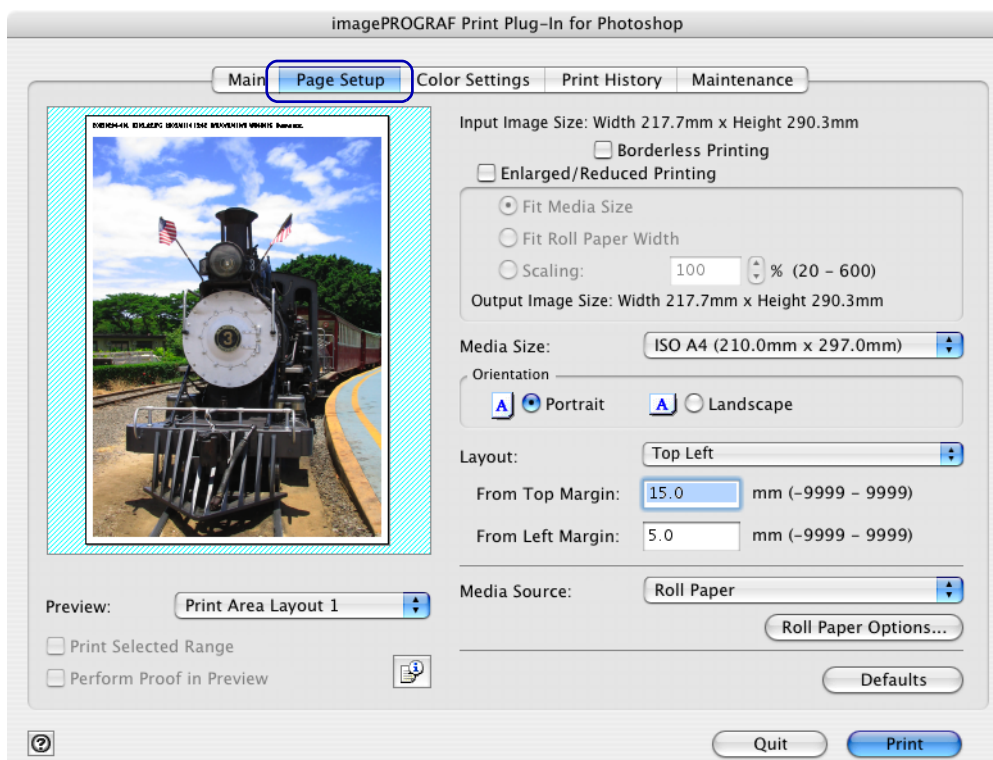 imagePROGRAF Print Plug-In for Photoshop
Main Page Setup Color Settings Print History Maintenance
Input Image Size: Width 217.7mm x Height 290.3mm
Borderless Printing
Enlarged/Reduced Printing
Fit Media Size
Fit Roll Paper Width
Scaling: 100 % (20 – 600)
Output Image Size: Width 217.7mm x Height 290.3mm
Media Size: ISO A4 (210.0mm x 297.0mm)
Orientation
A Portrait A Landscape
Layout: Top Left
From Top Margin: 15.0 mm (-9999 – 9999)
From Left Margin: 5.0 mm (-9999 – 9999)
Media Source: Roll Paper
Roll Paper Options...
Defaults
3
Preview: Print Area Layout 1
Print Selected Range
Perform Proof in Preview
? Quit Print